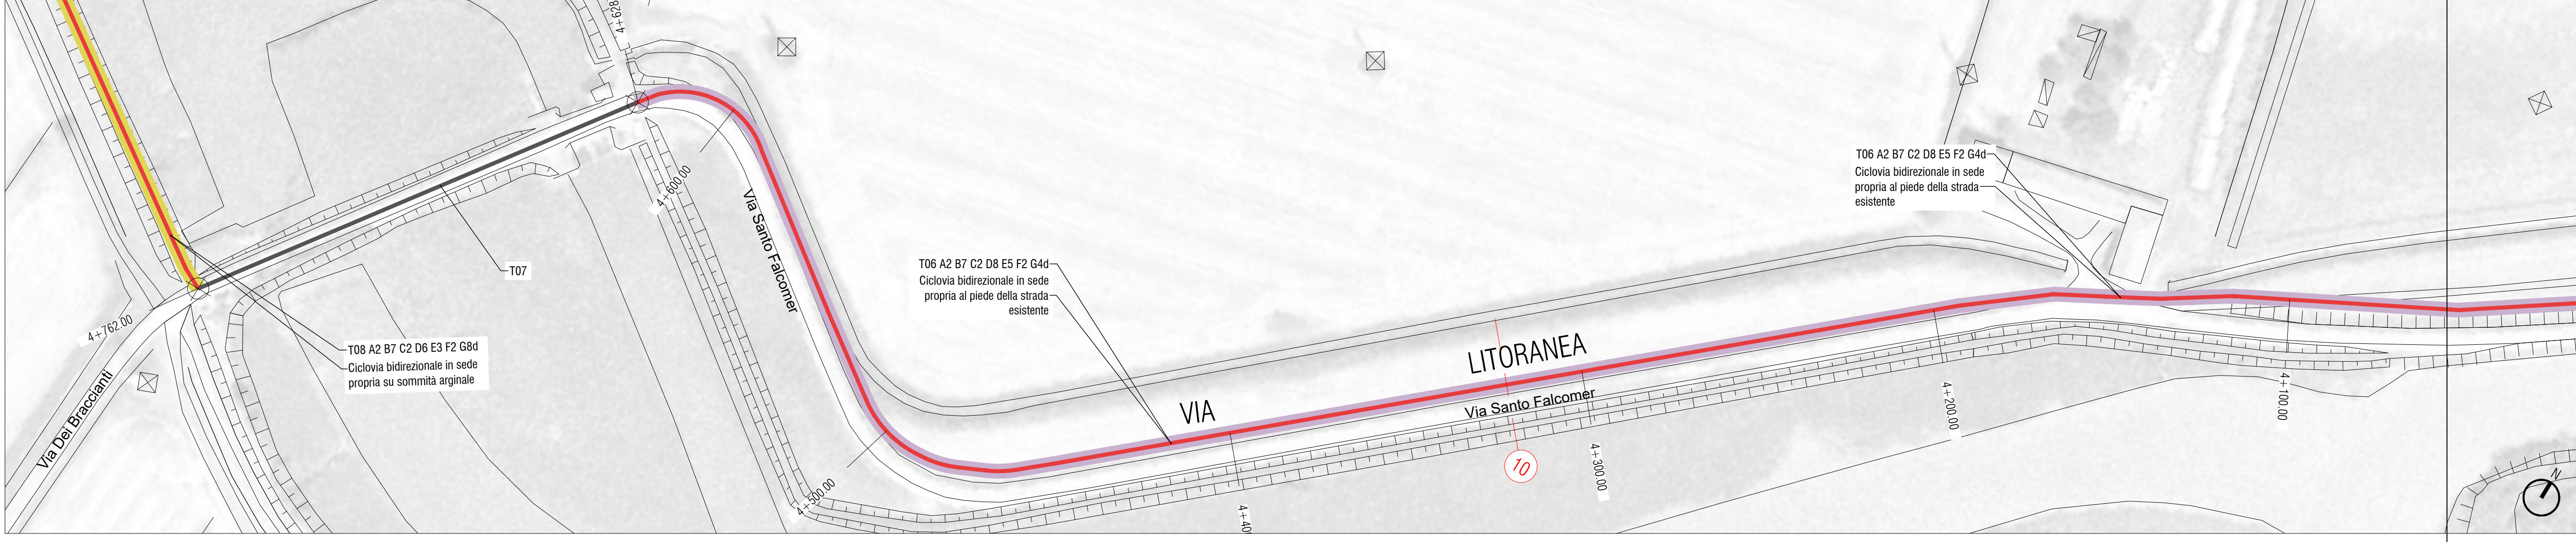 4+628
4+600.00
Via Santo Falcomer
T07
4+762.00
Via Dei Braccianti
T08 A2 B7 C2 D6 E3 F2 G8d
Ciclovia bidirezionale in sede
propria su sommità arginale
4+500.00
T06 A2 B7 C2 D8 E5 F2 G4d
Ciclovia bidirezionale in sede
propria al piede della strada
esistente
VIA LITORANEA
Via Santo Falcomer
10
4+40
4+300.00
4+200.00
4+100.00
T06 A2 B7 C2 D8 E5 F2 G4d
Ciclovia bidirezionale in sede
propria al piede della strada
esistente
N